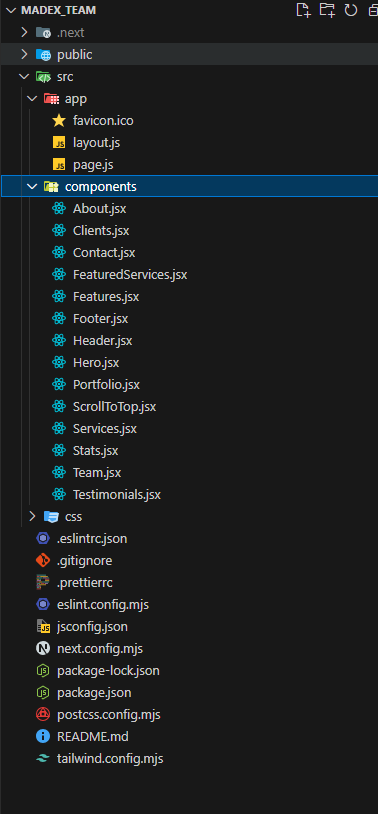 MADEX_TEAM
.next
public
src
app
favicon.ico
JS layout.js
JS page.js
components
About.jsx
Clients.jsx
Contact.jsx
FeaturedServices.jsx
Features.jsx
Footer.jsx
Header.jsx
Hero.jsx
Portfolio.jsx
ScrollToTop.jsx
Services.jsx
Stats.jsx
Team.jsx
Testimonials.jsx
css
.eslintrc.json
.gitignore
.prettierrc
eslint.config.mjs
JS jsconfig.json
N next.config.mjs
package-lock.json
package.json
postcss.config.mjs
README.md
tailwind.config.mjs